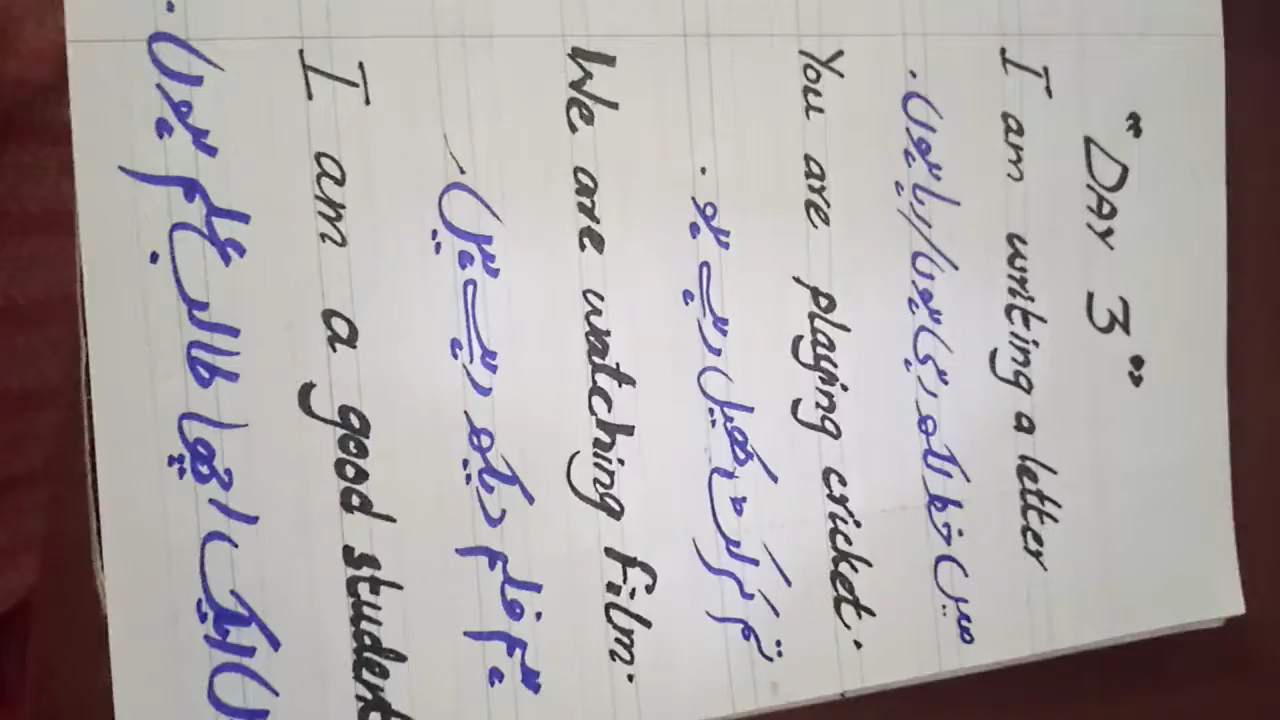 "DAY 3"
I am writing a letter
میں خط لکھ رہی ہوں/رہا ہوں.
You are playing cricket.
تم کرکٹ کھیل رہے ہو.
We are watching film.
ہم فلم دیکھ رہے ہیں.
I am a good student
ایک اچھا طالب علم ہوں.